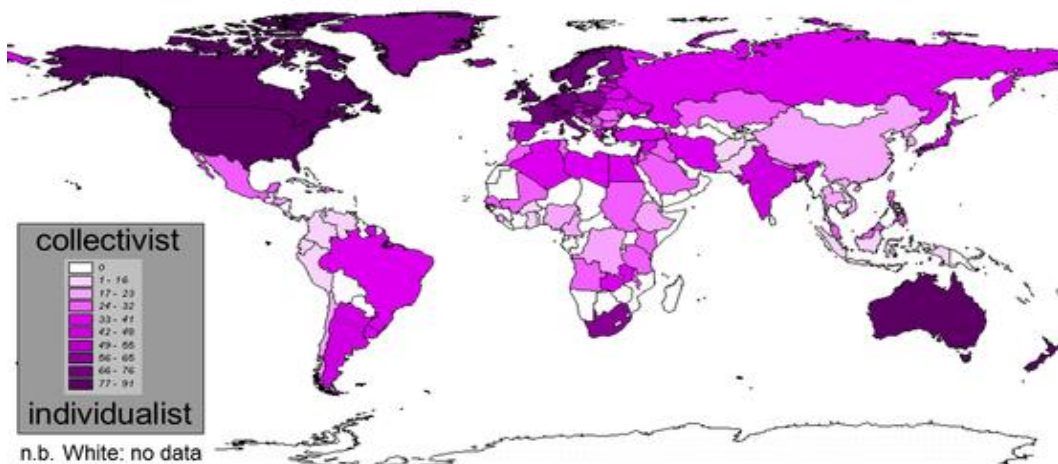 collectivist
0
1 - 16
17 - 23
24 - 32
33 - 41
42 - 48
49 - 55
56 - 65
66 - 76
77 - 91
individualist
n.b. White: no data